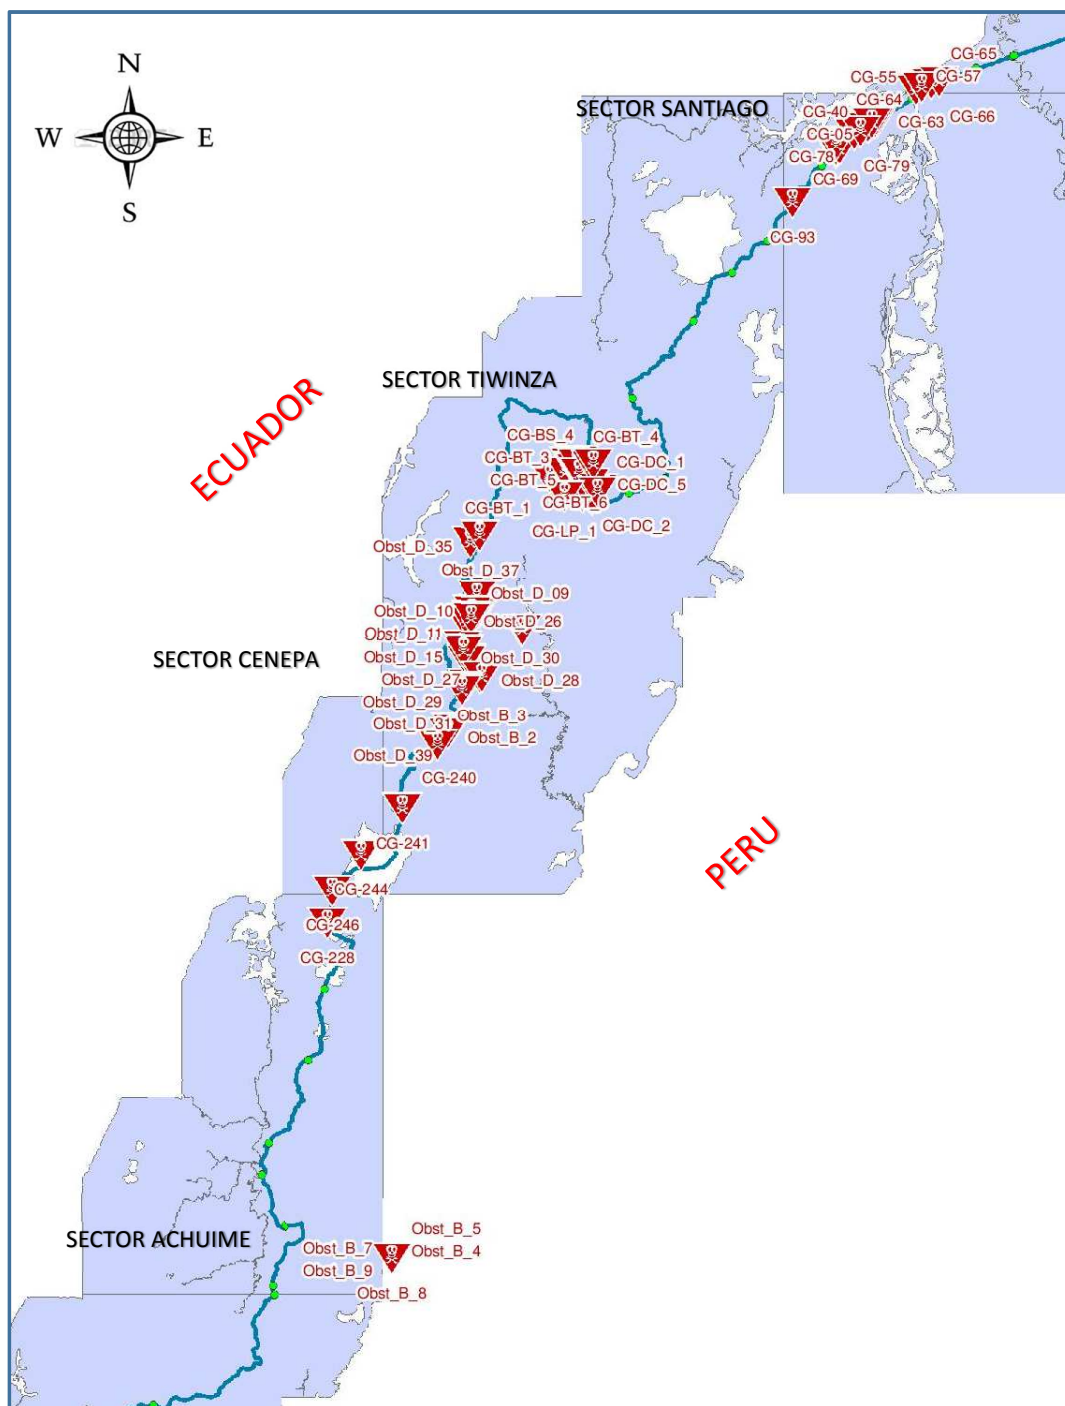 N
W
E
S
CG-65
CG-55
CG-57
SECTOR SANTIAGO
CG-64
CG-40
CG-63
CG-66
CG-05
CG-78
CG-79
CG-69
CG-93
SECTOR TIWINZA
ECUADOR
CG-BS_4
CG-BT_4
CG-BT_3
CG-DC_1
CG-BT_5
CG-DC_5
CG-BT_6
CG-BT_1
CG-LP_1
CG-DC_2
Obst_D_35
Obst_D_37
Obst_D_09
Obst_D_10
Obst_D_26
Obst_D_11
SECTOR CENEPA
Obst_D_15
Obst_D_30
Obst_D_27
Obst_D_28
Obst_D_29
Obst_B_3
Obst_D_31
Obst_B_2
Obst_D_39
CG-240
PERU
CG-241
CG-244
CG-246
CG-228
SECTOR ACHUIME
Obst_B_5
Obst_B_7
Obst_B_4
Obst_B_9
Obst_B_8